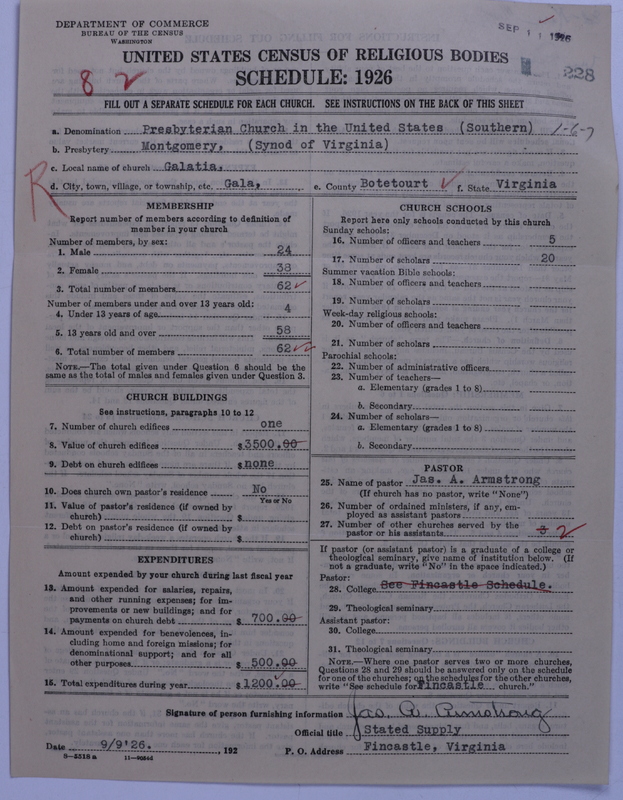 DEPARTMENT OF COMMERCE
BUREAU OF THE CENSUS
WASHINGTON
SEP 11 1926
UNITED STATES CENSUS OF RELIGIOUS BODIES
SCHEDULE: 1926
8 2
228
FILL OUT A SEPARATE SCHEDULE FOR EACH CHURCH. SEE INSTRUCTIONS ON THE BACK OF THIS SHEET
a. Denomination Presbyterian Church in the United States (Southern) 1-6-7
b. Presbytery Montgomery, (Synod of Virginia)
c. Local name of church Galatia,
R
d. City, town, village, or township, etc. Gala, e. County Botetourt f. State Virginia
MEMBERSHIP
Report number of members according to definition of
member in your church
Number of members, by sex:
1. Male 24
2. Female 38
3. Total number of members 62
Number of members under and over 13 years old:
4. Under 13 years of age 4
5. 13 years old and over 58
6. Total number of members 62
NOTE.—The total given under Question 6 should be
same as the total of males and females given under Question 3.
CHURCH BUILDINGS
See instructions, paragraphs 10 to 12
7. Number of church edifices one
8. Value of church edifices $3500.00
9. Debt on church edifices $none
10. Does church own pastor's residence No
Yes or No
11. Value of pastor's residence (if owned by
church) $
12. Debt on pastor's residence (if owned by
church) $
EXPENDITURES
Amount expended by your church during last fiscal year
13. Amount expended for salaries, repairs,
and other running expenses; for im-
provements or new buildings; and for
payments on church debt $ 700.00
14. Amount expended for benevolences, in-
cluding home and foreign missions; for
denominational support; and for all
other purposes $ 500.00
15. Total expenditures during year $1200.00
CHURCH SCHOOLS
Report here only schools conducted by this church
Sunday schools:
16. Number of officers and teachers 5
17. Number of scholars 20
Summer vacation Bible schools:
18. Number of officers and teachers
19. Number of scholars
Week-day religious schools:
20. Number of officers and teachers
21. Number of scholars
Parochial schools:
22. Number of administrative officers
23. Number of teachers—
a. Elementary (grades 1 to 8)
b. Secondary
24. Number of scholars—
a. Elementary (grades 1 to 8)
b. Secondary
PASTOR
25. Name of pastor Jas. A. Armstrong
(If church has no pastor, write "None")
26. Number of ordained ministers, if any, em-
ployed as assistant pastors
27. Number of other churches served by the
pastor or his assistants 3 2
If pastor (or assistant pastor) is a graduate of a college or
theological seminary, give name of institution below. (If
not a graduate, write "No" in the space indicated.)
Pastor:
28. College See Fincastle Schedule.
29. Theological seminary
Assistant pastor:
30. College
31. Theological seminary
NOTE.—Where one pastor serves two or more churches,
Questions 28 and 29 should be answered only on the schedule
for one of the churches; on the schedules for the other churches,
write "See schedule for Fincastle church."
Signature of person furnishing information Jas. A. Armstrong
Official title Stated Supply
Date 9/9'26. , 192
P. O. Address Fincastle, Virginia
8-5518 a